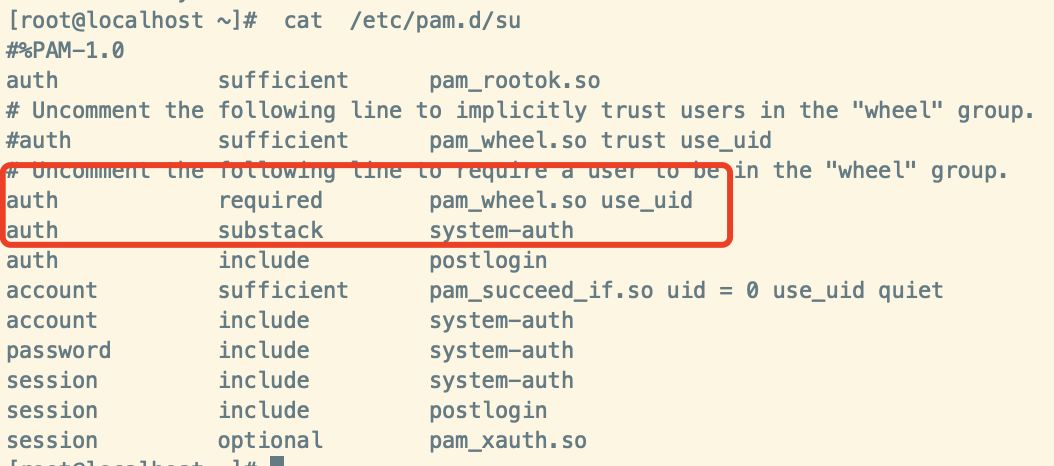 [root@localhost ~]#  cat  /etc/pam.d/su
#%PAM-1.0
auth            sufficient      pam_rootok.so
# Uncomment the following line to implicitly trust users in the "wheel" group.
#auth           sufficient      pam_wheel.so trust use_uid
# Uncomment the following line to require a user to be in the "wheel" group.
auth            required        pam_wheel.so use_uid
auth            substack        system-auth
auth            include         postlogin
account         sufficient      pam_succeed_if.so uid = 0 use_uid quiet
account         include         system-auth
password        include         system-auth
session         include         system-auth
session         include         postlogin
session         optional        pam_xauth.so
[root@localhost ~]#